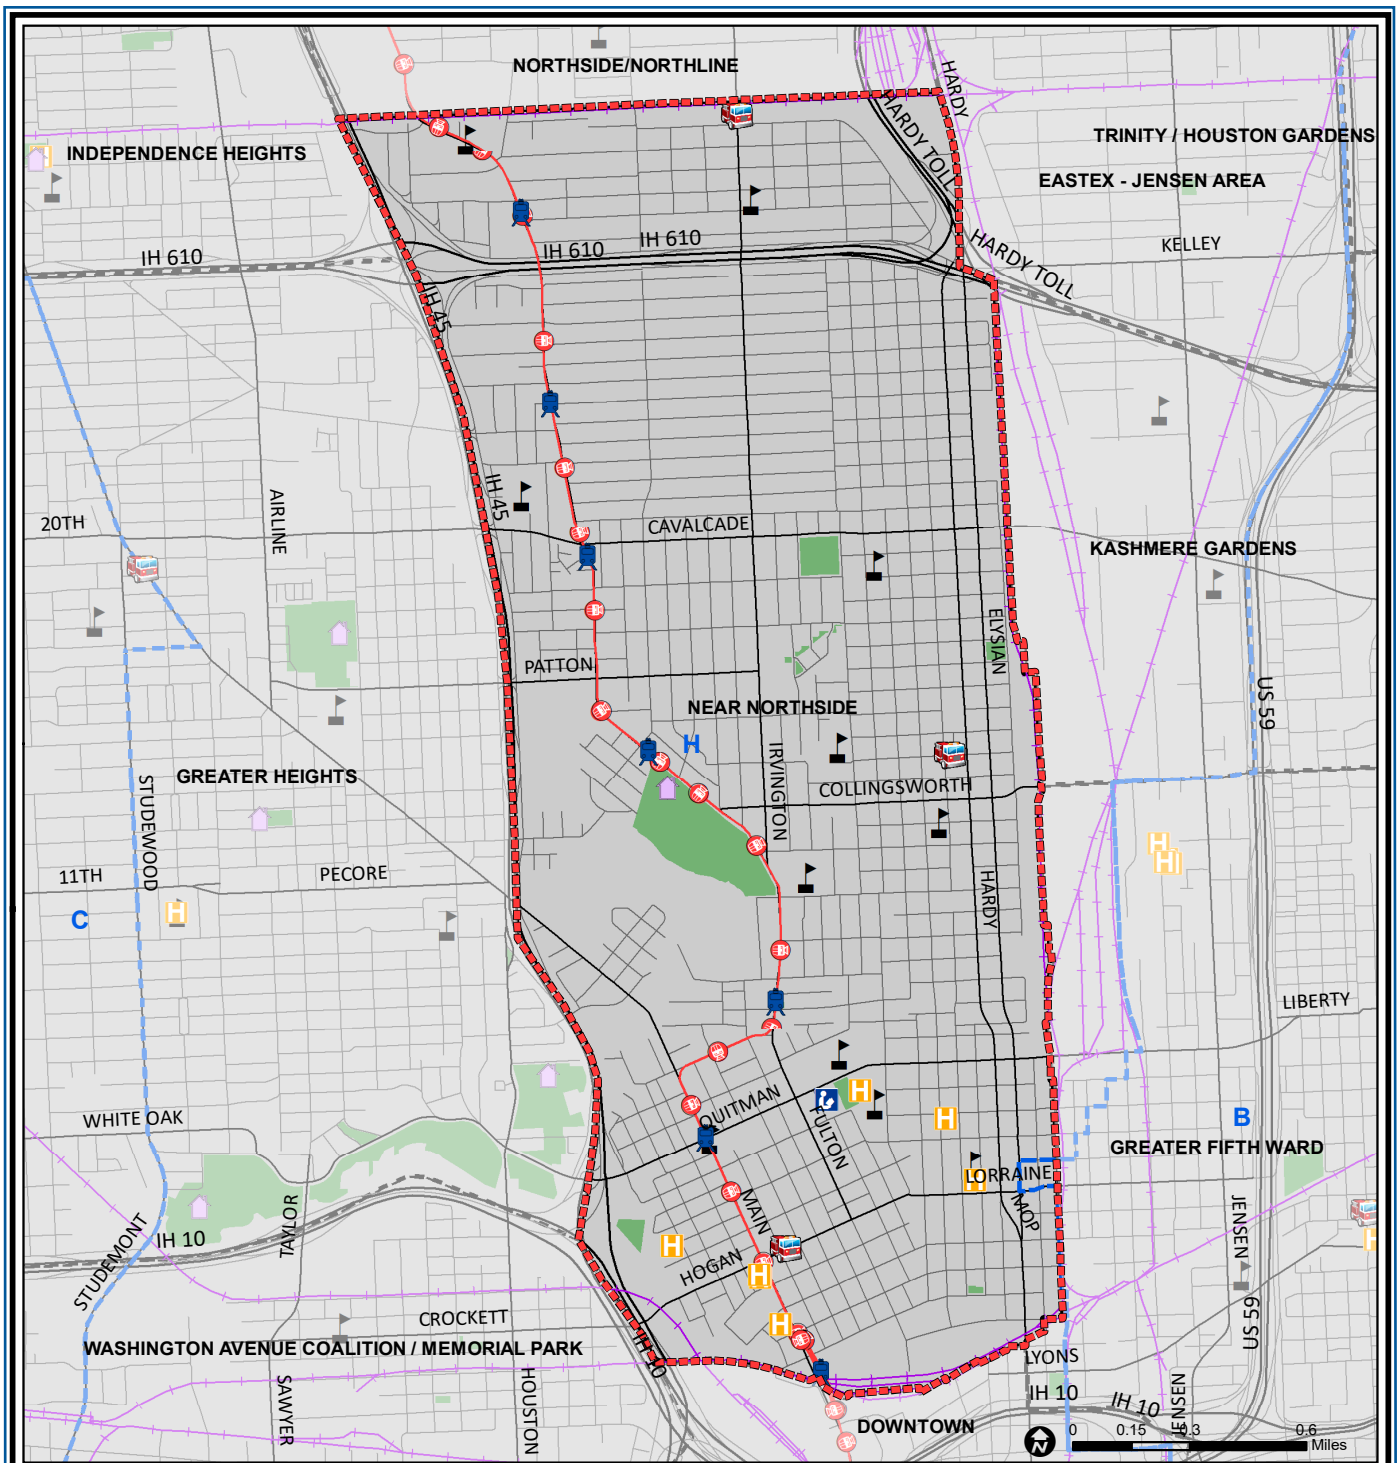 NORTHSIDE/NORTHLINE
HARDY
HARDY TOLL
TRINITY / HOUSTON GARDENS
INDEPENDENCE HEIGHTS
EASTEX - JENSEN AREA
IH 610
IH 610
IH 610
HARDY TOLL
KELLEY
IH 45
IH 45
20TH
AIRLINE
CAVALCADE
KASHMERE GARDENS
ELYSIAN
PATTON
US 59
NEAR NORTHSIDE
H
IRVINGTON
GREATER HEIGHTS
STUDEWOOD
COLLINGSWORTH
11TH
PECORE
HARDY
C
H
H
H
LIBERTY
WHITE OAK
QUITMAN
FULTON
H
H
B
GREATER FIFTH WARD
LORRAINE
H
MOP
JENSEN
MAIN
TAYLOR
STUDEMONT
IH 10
H
HOGAN
H
H
H
CROCKETT
US 59
WASHINGTON AVENUE COALITION / MEMORIAL PARK
IH 10
LYONS
SAWYER
HOUSTON
IH 10
IH 10
JENSEN
DOWNTOWN
N
0 0.15 0.3 0.6
Miles